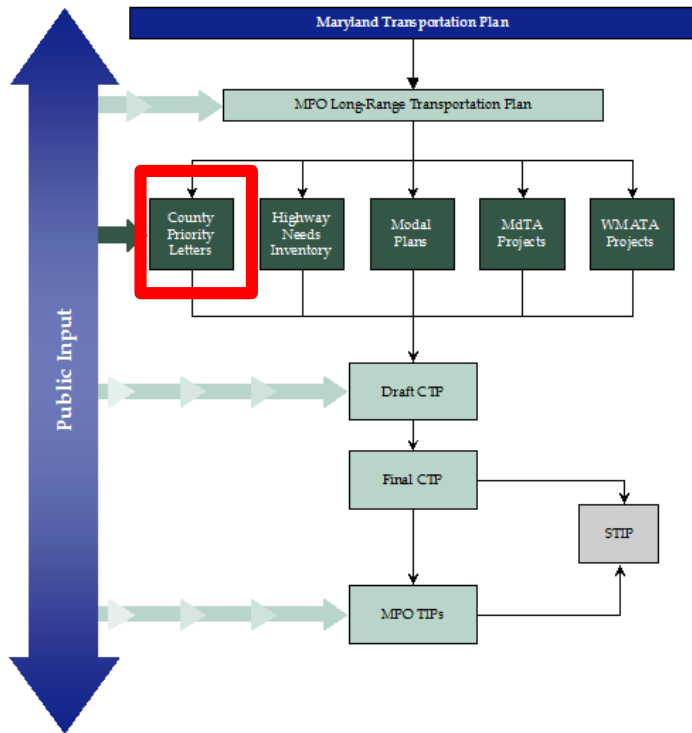 Maryland Transportation Plan
MPO Long-Range Transportation Plan
County
Priority
Letters
Highway
Needs
Inventory
Modal
Plans
MdTA
Projects
WMATA
Projects
Public Input
Draft CTP
Final CTP
STIP
MPO TIPs